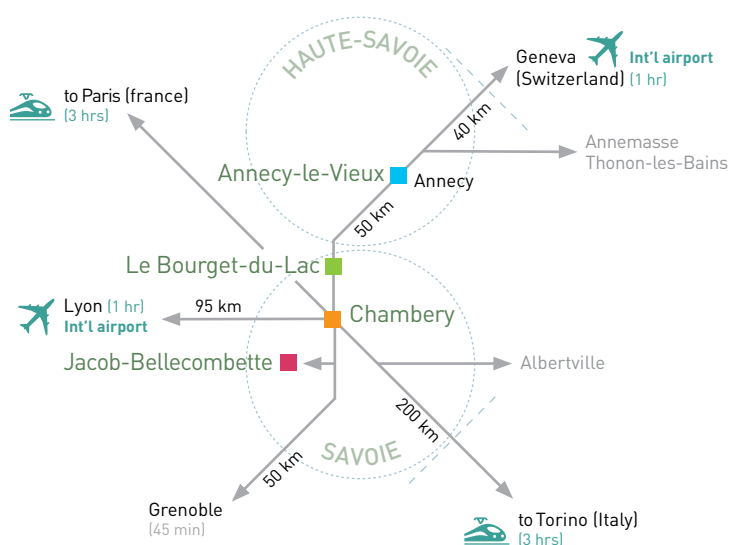 HAUTE-SAVOIE
Geneva
Int'l airport
(Switzerland) (1 hr)
to Paris (france)
(3 hrs)
40 km
Annemasse
Thonon-les-Bains
Annecy-le-Vieux
Annecy
50 km
Le Bourget-du-Lac
Lyon (1 hr)
Int'l airport
95 km
Chambery
Jacob-Bellecombette
Albertville
200 km
SAVOIE
50 km
Grenoble
(45 min)
to Torino (Italy)
(3 hrs)